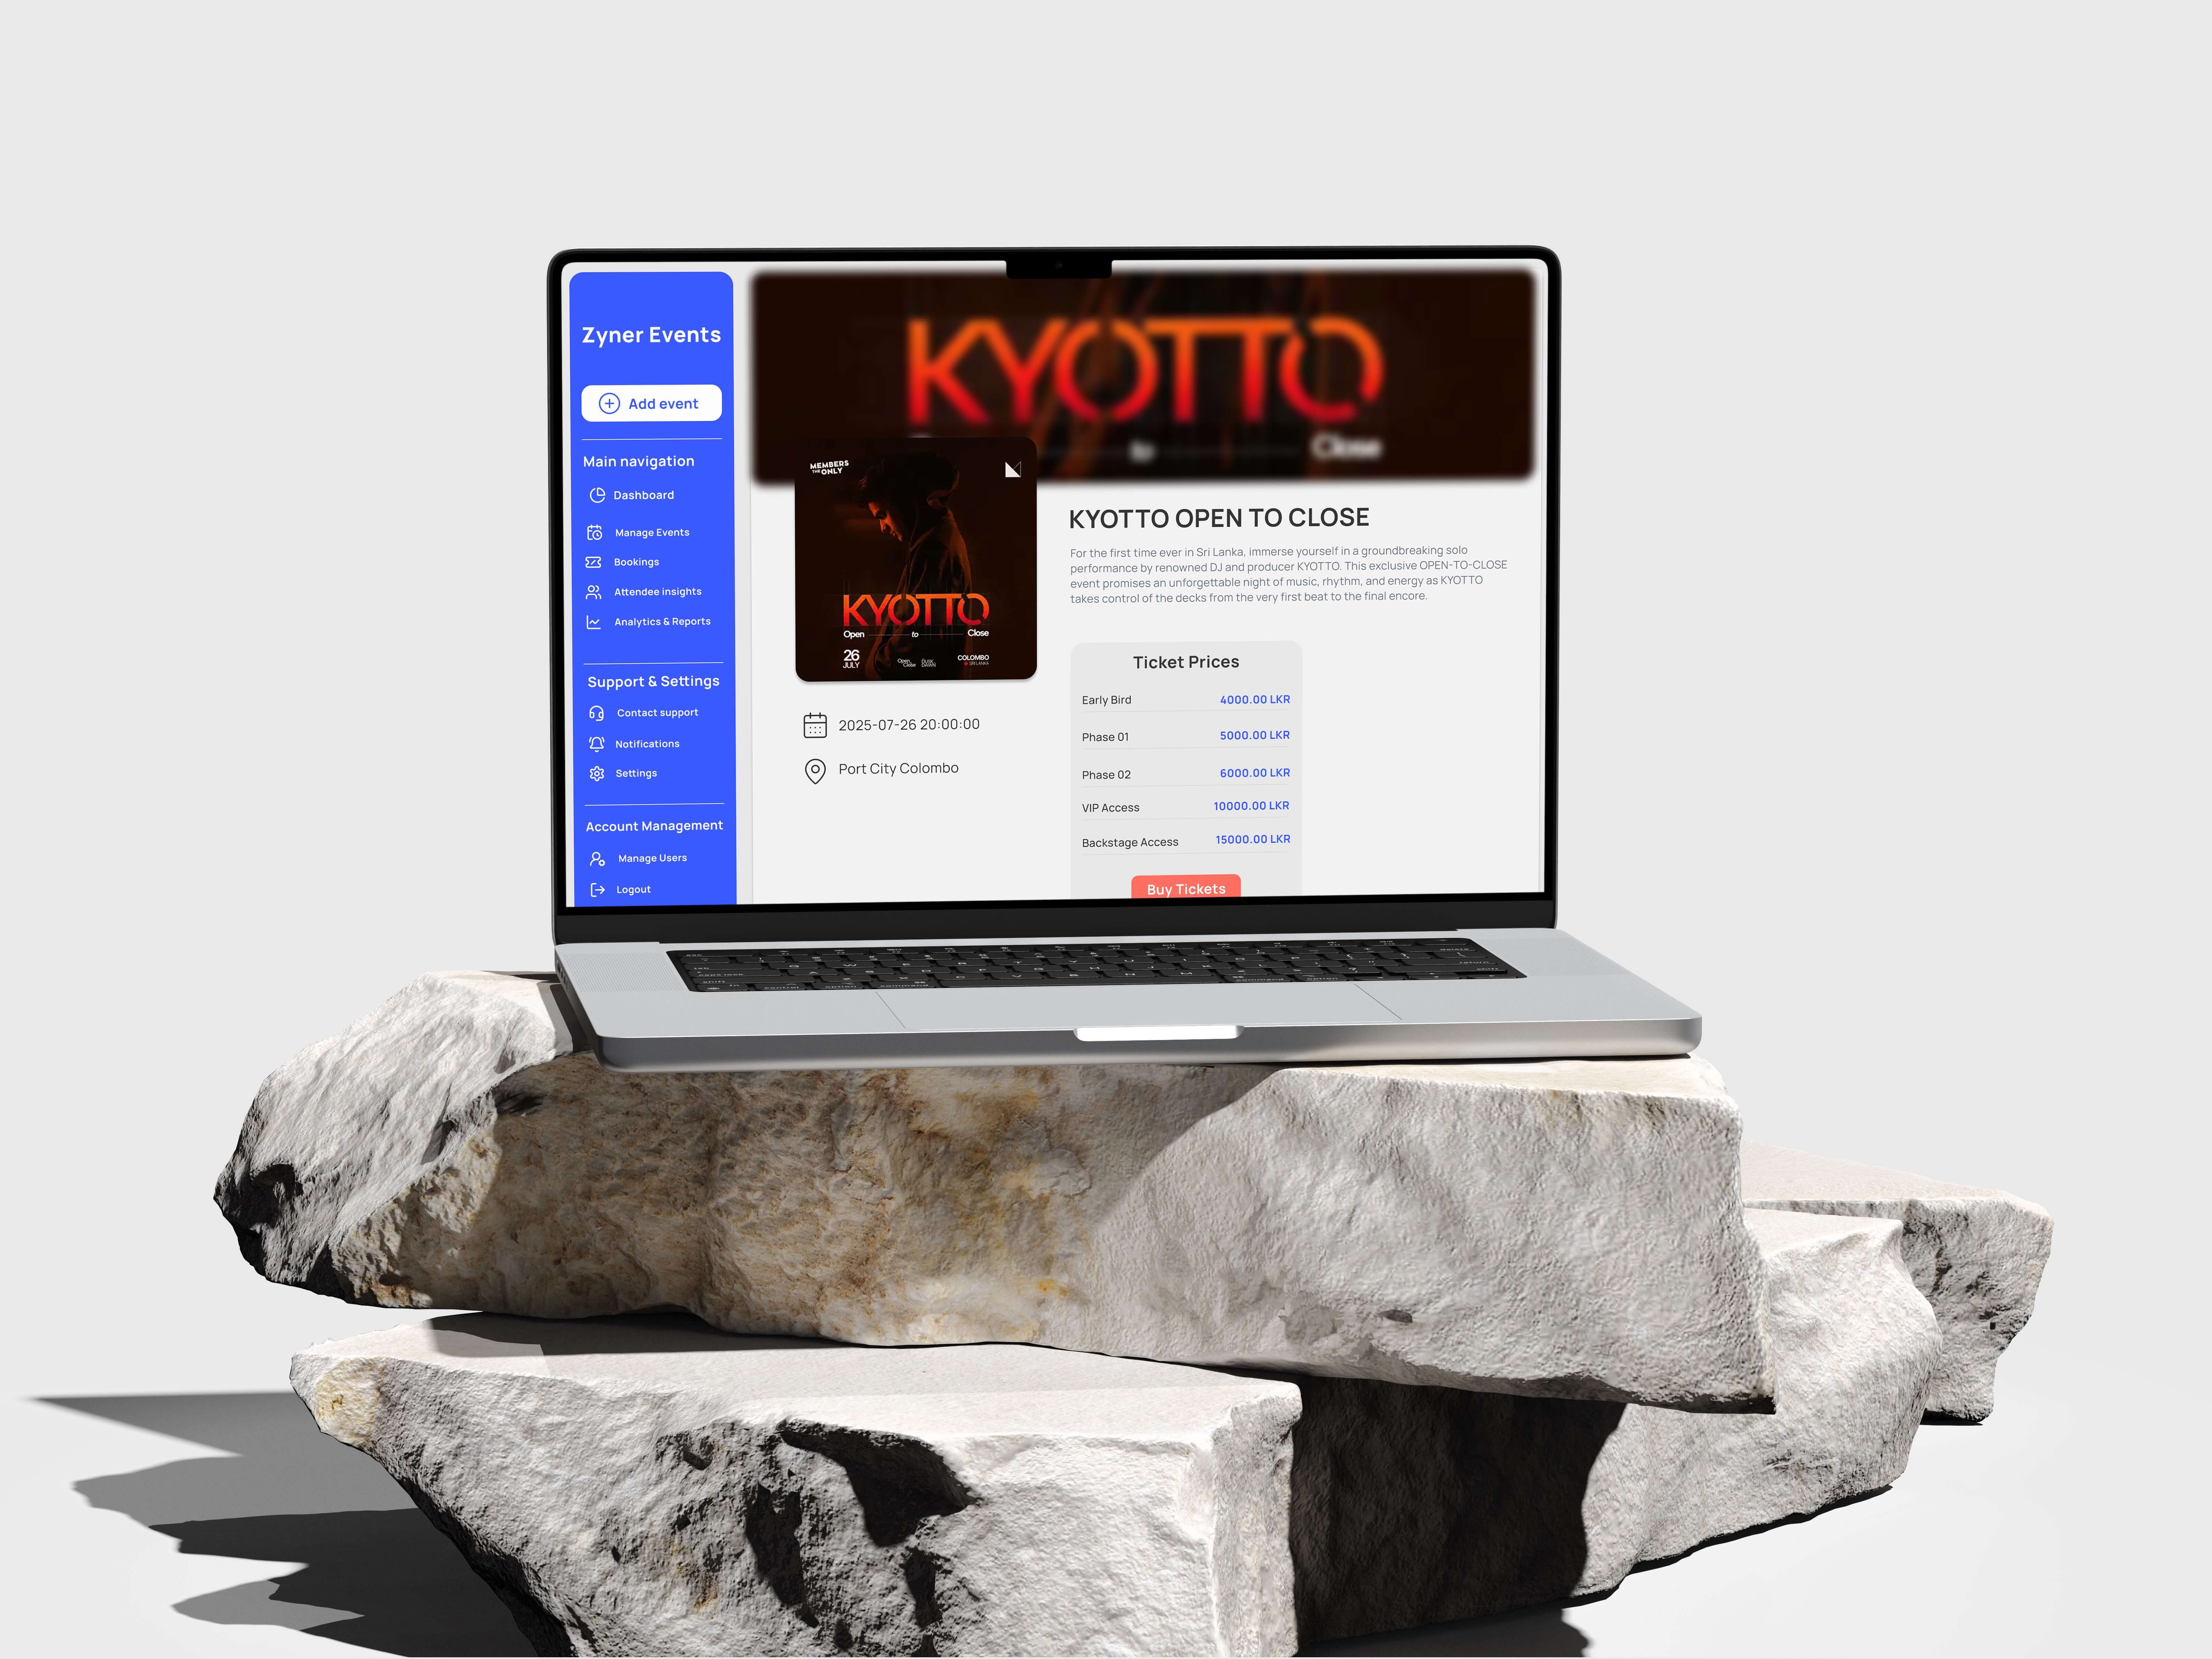 Zyner Events
Add event
Main navigation
Dashboard
Manage Events
Bookings
Attendee insights
Analytics & Reports
Support & Settings
Contact support
Notifications
Settings
Account Management
Manage Users
Logout
KYOTTO
to
Close
MEMBERS
THE ONLY
KYOTTO
Open to Close
26
JULY
Open
Close
COLOMBO
SRI LANKA
2025-07-26 20:00:00
Port City Colombo
KYOTTO OPEN TO CLOSE
For the first time ever in Sri Lanka, immerse yourself in a groundbreaking solo
performance by renowned DJ and producer KYOTTO. This exclusive OPEN-TO-CLOSE
event promises an unforgettable night of music, rhythm, and energy as KYOTTO
takes control of the decks from the very first beat to the final encore.
Ticket Prices
Early Bird 4000.00 LKR
Phase 01 5000.00 LKR
Phase 02 6000.00 LKR
VIP Access 10000.00 LKR
Backstage Access 15000.00 LKR
Buy Tickets